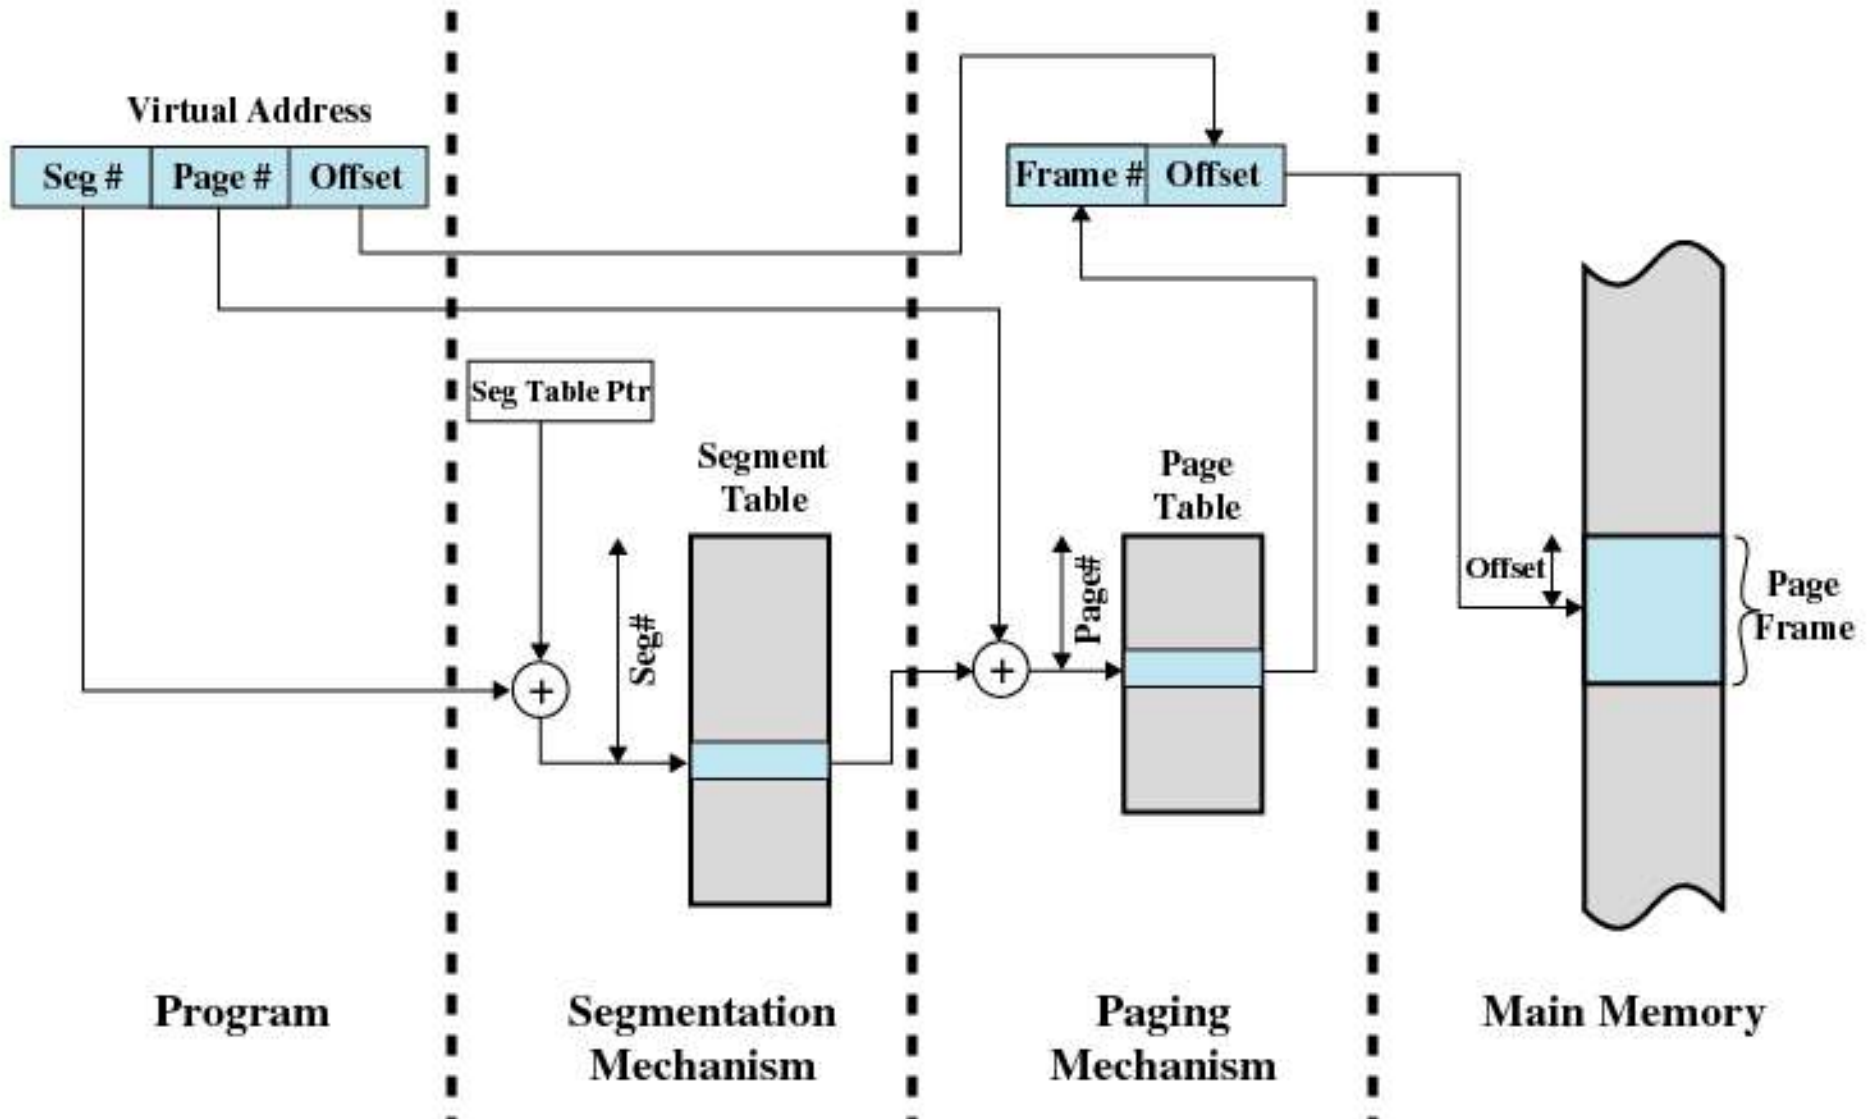 Virtual Address
Seg # Page # Offset
Frame # Offset
Seg Table Ptr
Segment
Table
Seg#
+
Page
Table
Page#
+
Offset
Page
Frame
Program
Segmentation
Mechanism
Paging
Mechanism
Main Memory